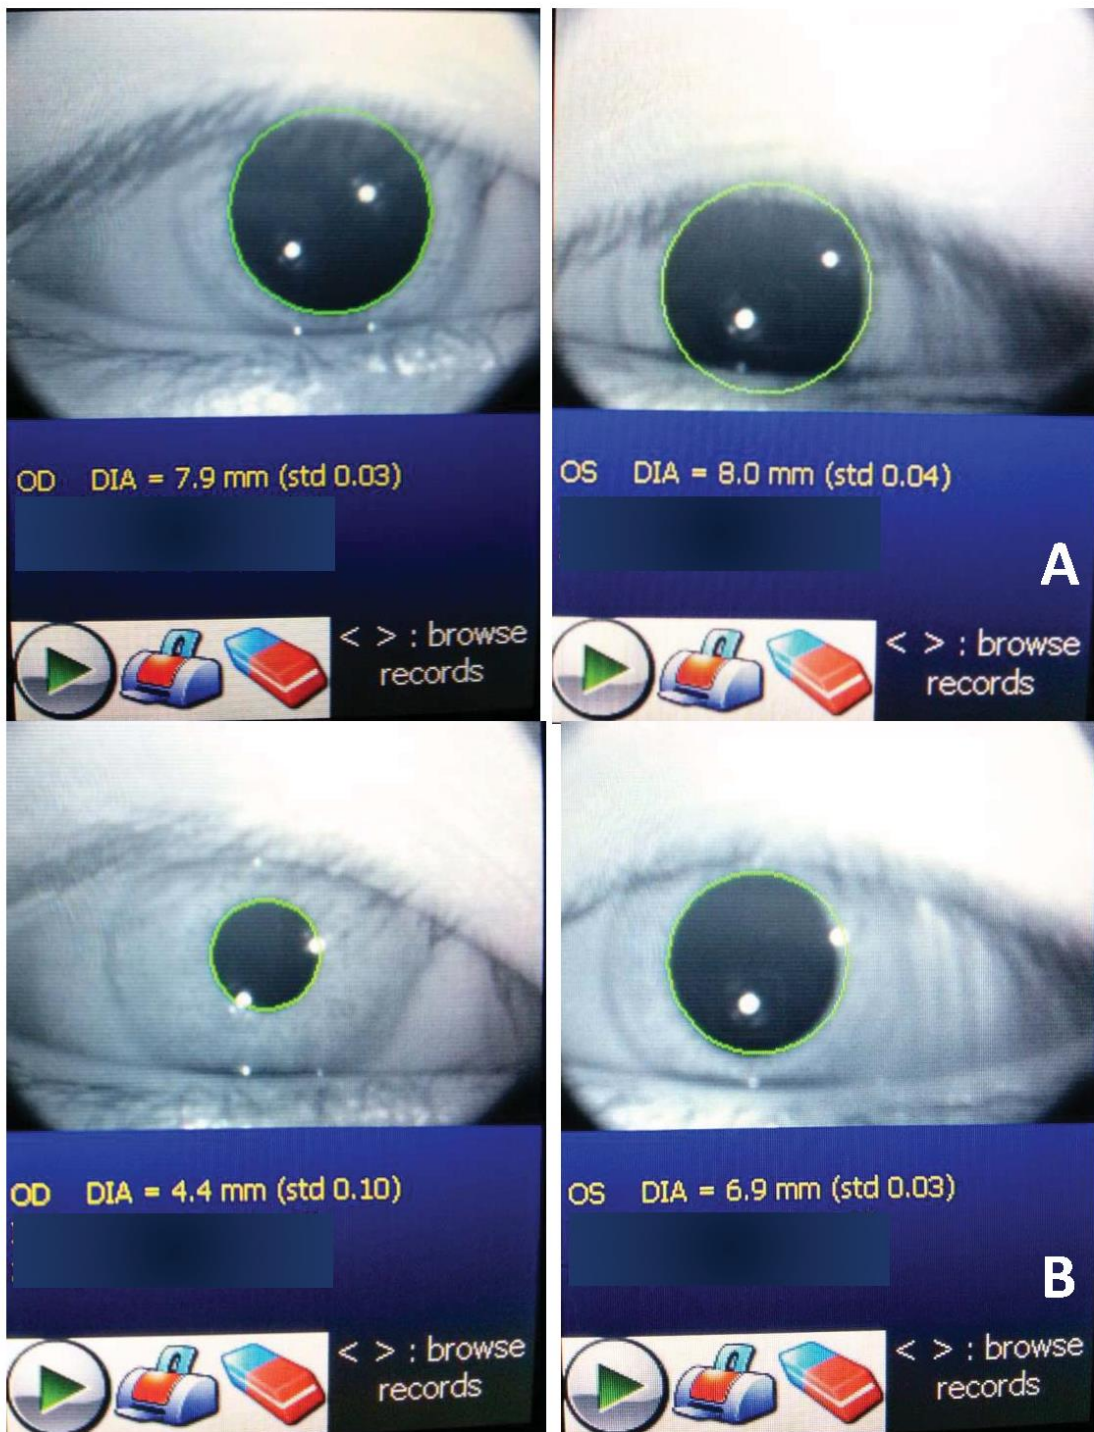 OD DIA = 7.9 mm (std 0.03)
< > : browse
records
OS DIA = 8.0 mm (std 0.04)
A
< > : browse
records
OD DIA = 4.4 mm (std 0.10)
< > : browse
records
OS DIA = 6.9 mm (std 0.03)
B
< > : browse
records